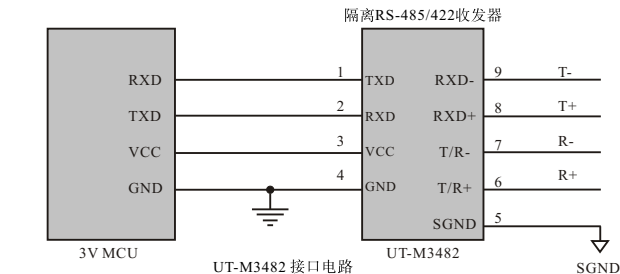 隔离RS-485/422收发器
RXD 1 TXD RXD- 9 T-
TXD 2 RXD RXD+ 8 T+
VCC 3 VCC T/R- 7 R-
GND 4 GND T/R+ 6 R+
SGND 5
3V MCU UT-M3482
UT-M3482 接口电路 SGND